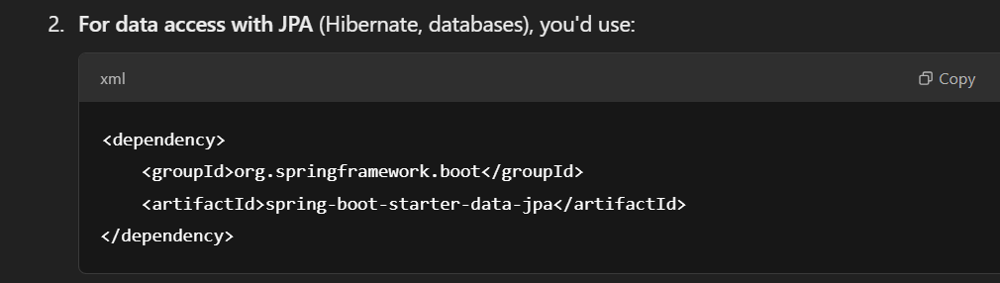 2. For data access with JPA (Hibernate, databases), you'd use:
xml
Copy
<dependency>
    <groupId>org.springframework.boot</groupId>
    <artifactId>spring-boot-starter-data-jpa</artifactId>
</dependency>